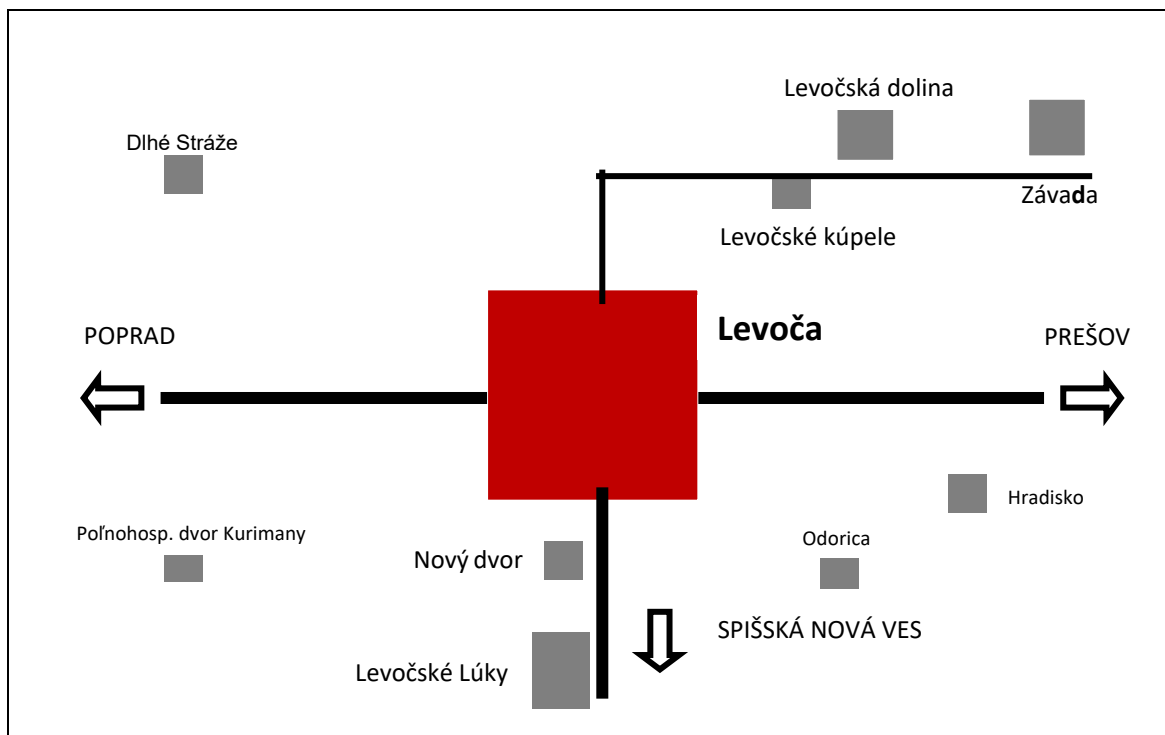 Levočská dolina
Dlhé Stráže
Závada
Levočské kúpele
Levoča
POPRAD
PREŠOV
Hradisko
Poľnohosp. dvor Kurimany
Odorica
Nový dvor
SPIŠSKÁ NOVÁ VES
Levočské Lúky